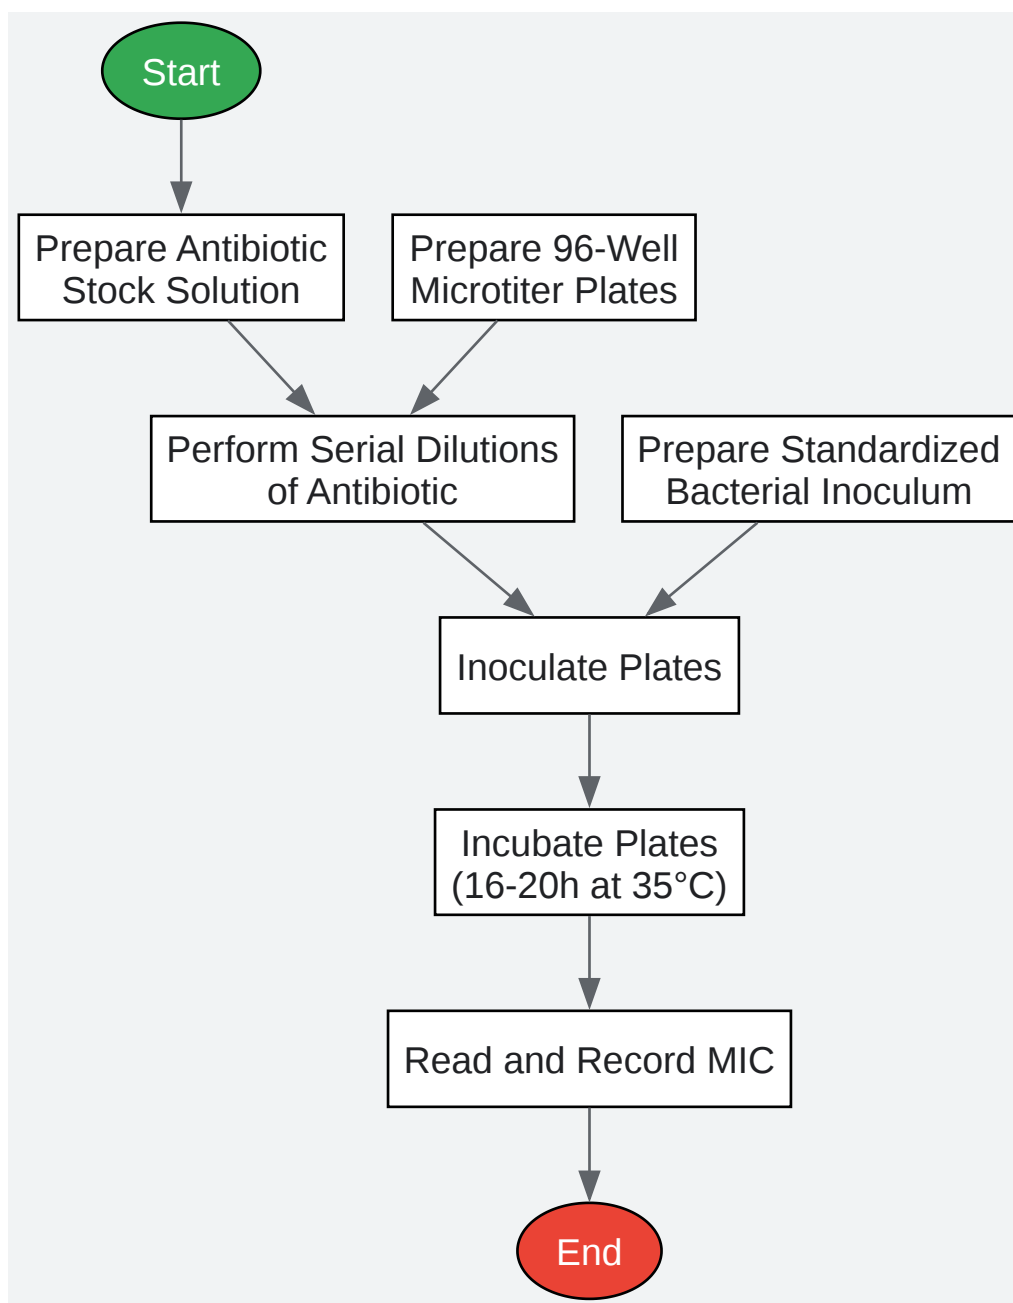 Start
Prepare Antibiotic
Stock Solution
Prepare 96-Well
Microtiter Plates
Perform Serial Dilutions
of Antibiotic
Prepare Standardized
Bacterial Inoculum
Inoculate Plates
Incubate Plates
(16-20h at 35°C)
Read and Record MIC
End